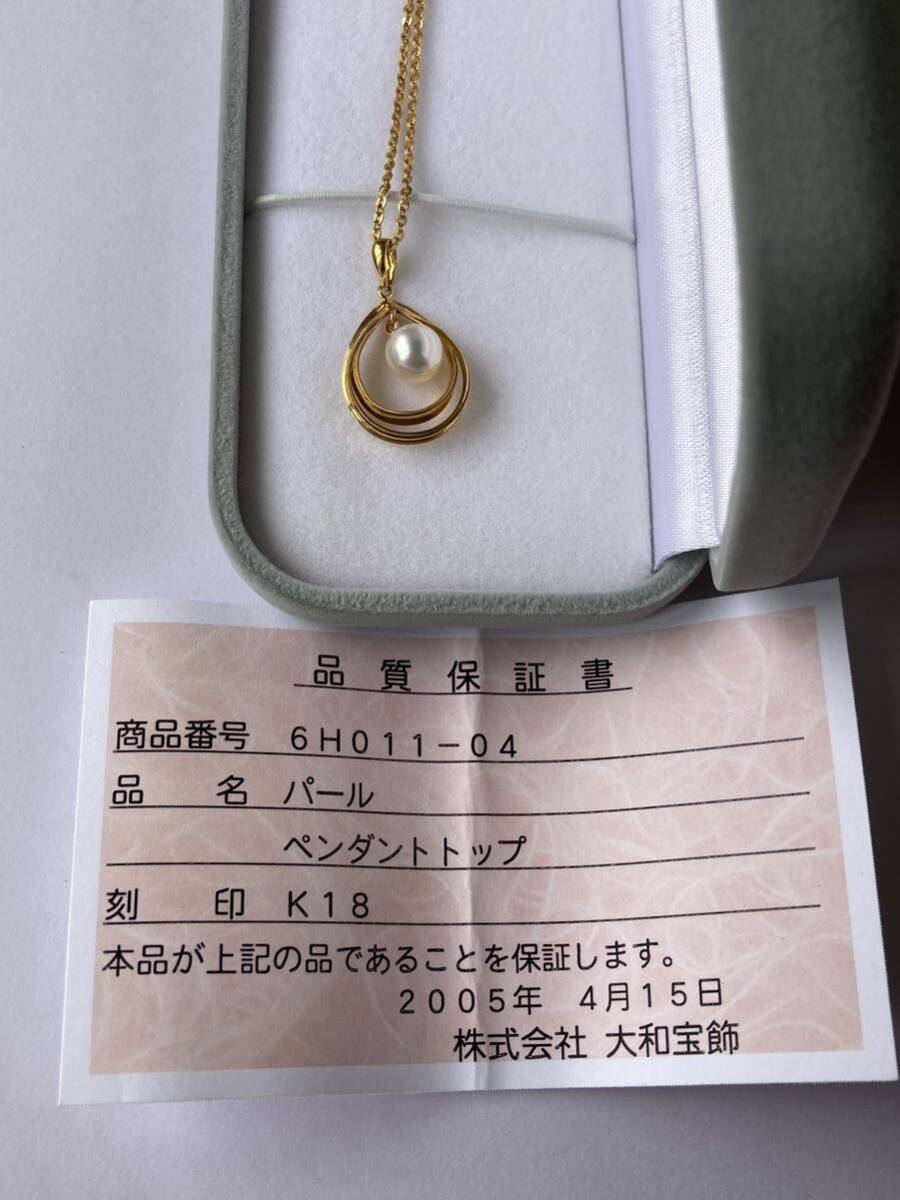 品質保証書
商品番号 6H011-04
品名 パール
ペンダントトップ
刻印 K18
本品が上記の品であることを保証します。
2005年 4月15日
株式会社 大和宝飾